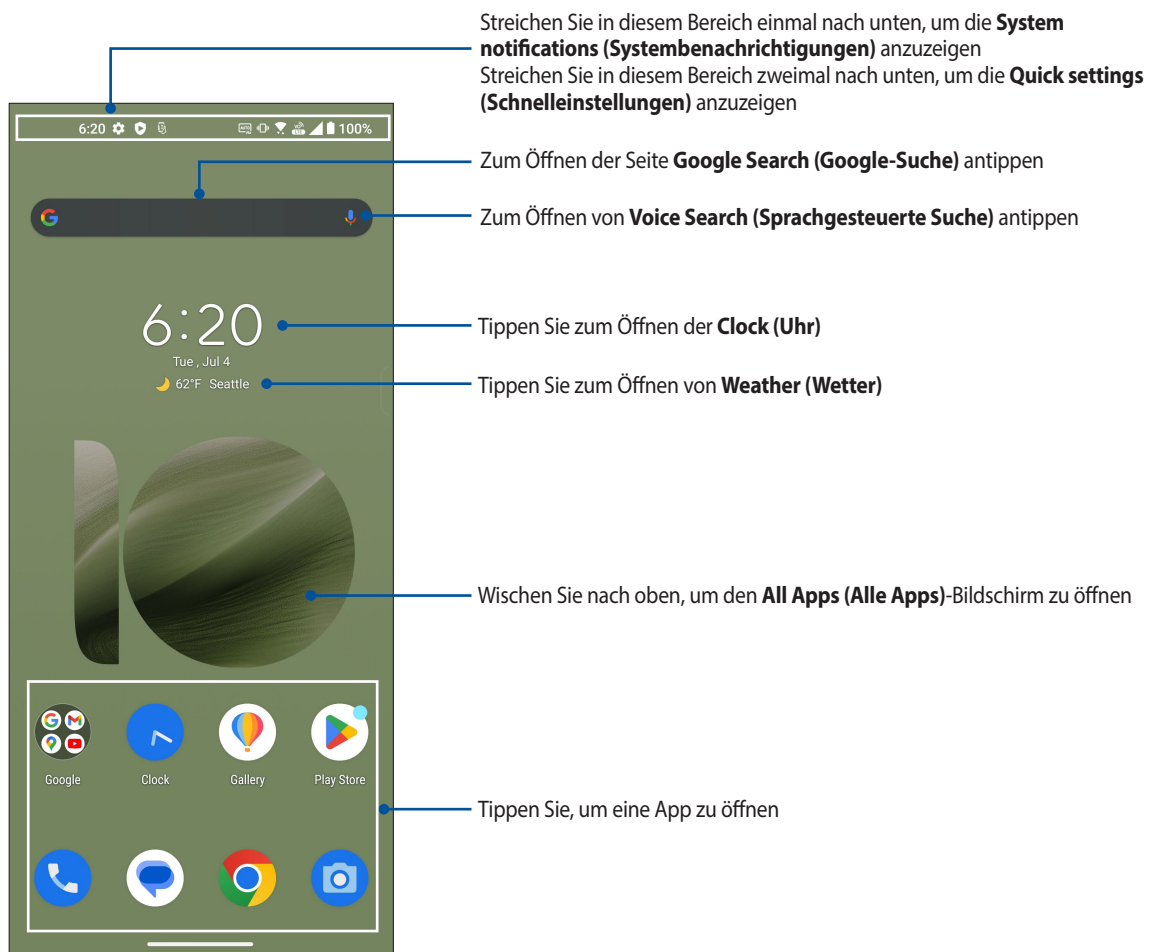 Streichen Sie in diesem Bereich einmal nach unten, um die System
notifications (Systembenachrichtigungen) anzuzeigen
Streichen Sie in diesem Bereich zweimal nach unten, um die Quick settings
(Schnelleinstellungen) anzuzeigen
6:20 100%
Zum Öffnen der Seite Google Search (Google-Suche) antippen
Zum Öffnen von Voice Search (Sprachgesteuerte Suche) antippen
6:20
Tippen Sie zum Öffnen der Clock (Uhr)
Tue , Jul 4
62°F Seattle
Tippen Sie zum Öffnen von Weather (Wetter)
10
Wischen Sie nach oben, um den All Apps (Alle Apps)-Bildschirm zu öffnen
Google Clock Gallery Play Store
Tippen Sie, um eine App zu öffnen